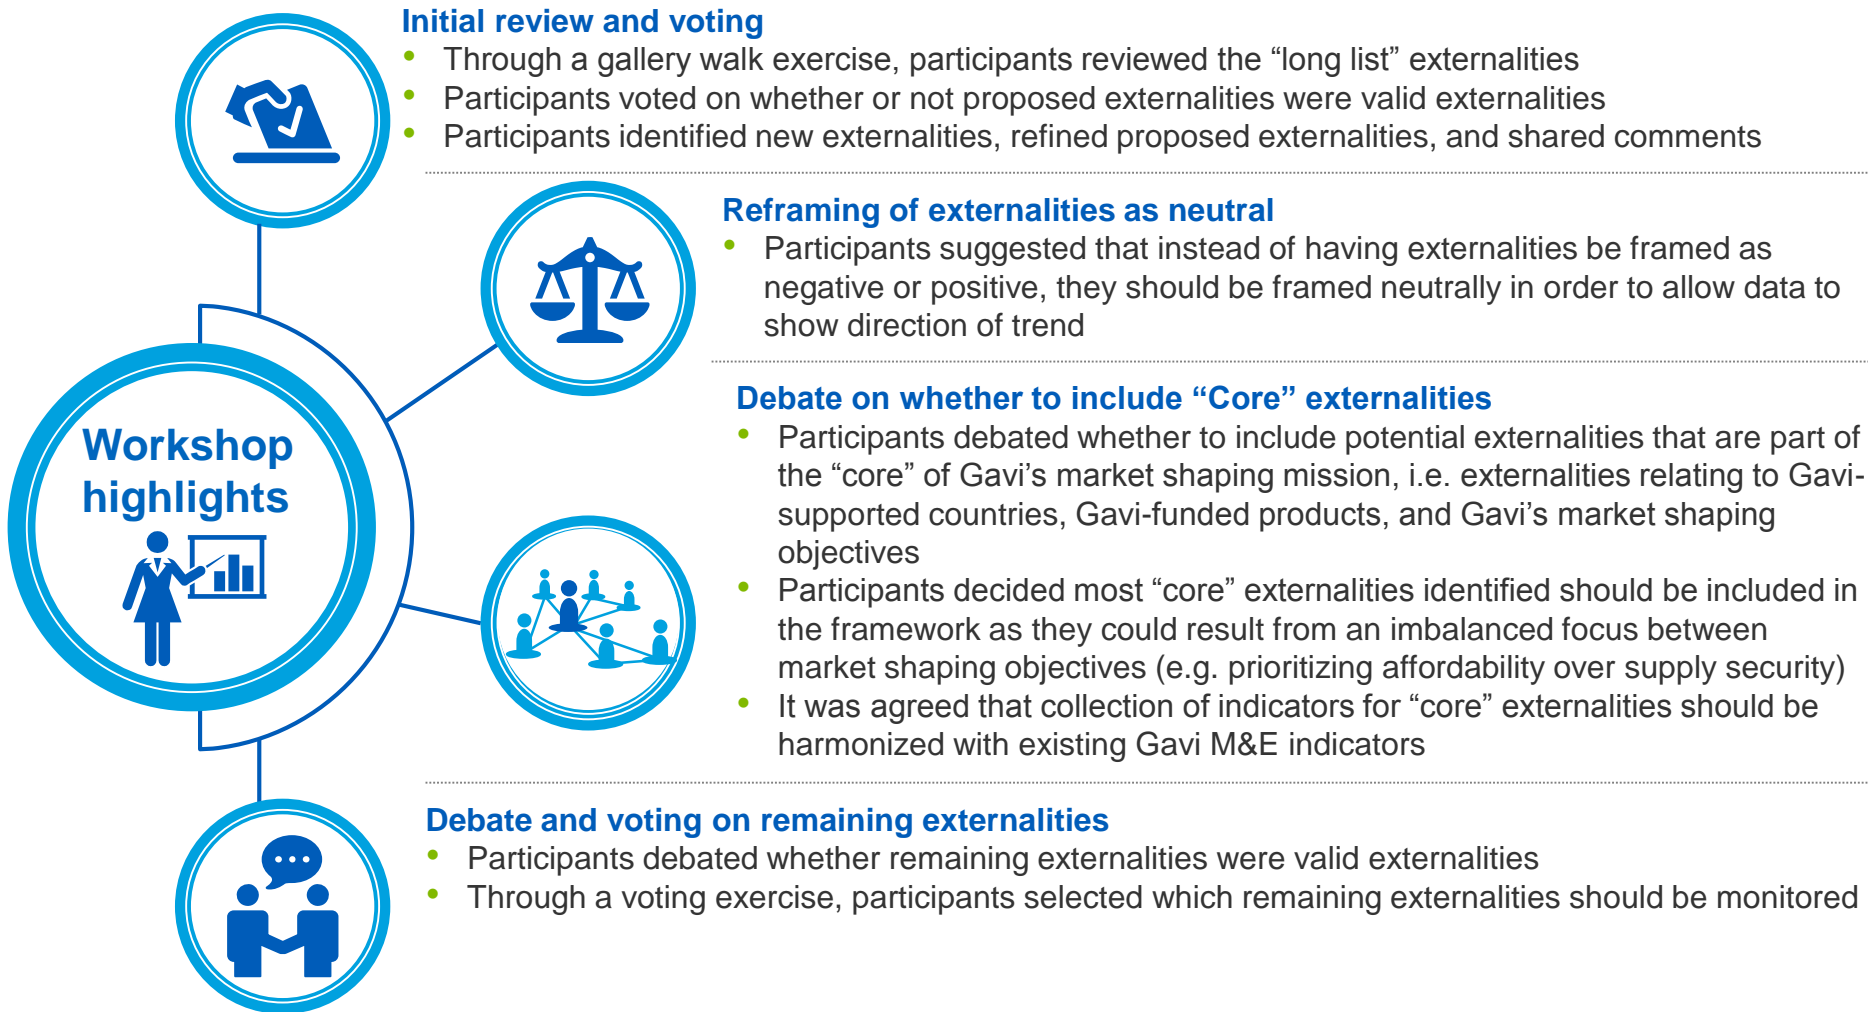 Initial review and voting
• Through a gallery walk exercise, participants reviewed the “long list” externalities
• Participants voted on whether or not proposed externalities were valid externalities
• Participants identified new externalities, refined proposed externalities, and shared comments
Reframing of externalities as neutral
• Participants suggested that instead of having externalities be framed as
negative or positive, they should be framed neutrally in order to allow data to
show direction of trend
Workshop
highlights
Debate on whether to include “Core” externalities
• Participants debated whether to include potential externalities that are part of
the “core” of Gavi’s market shaping mission, i.e. externalities relating to Gavi-
supported countries, Gavi-funded products, and Gavi’s market shaping
objectives
• Participants decided most “core” externalities identified should be included in
the framework as they could result from an imbalanced focus between
market shaping objectives (e.g. prioritizing affordability over supply security)
• It was agreed that collection of indicators for “core” externalities should be
harmonized with existing Gavi M&E indicators
Debate and voting on remaining externalities
• Participants debated whether remaining externalities were valid externalities
• Through a voting exercise, participants selected which remaining externalities should be monitored